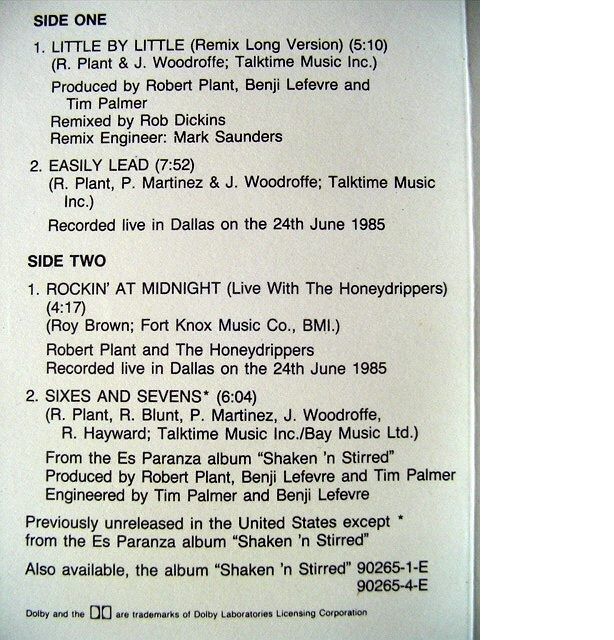 SIDE ONE
1. LITTLE BY LITTLE (Remix Long Version) (5:10)
(R. Plant & J. Woodroffe; Talktime Music Inc.)
Produced by Robert Plant, Benji Lefevre and
Tim Palmer
Remixed by Rob Dickins
Remix Engineer: Mark Saunders
2. EASILY LEAD (7:52)
(R. Plant, P. Martinez & J. Woodroffe; Talktime Music
Inc.)
Recorded live in Dallas on the 24th June 1985
SIDE TWO
1. ROCKIN' AT MIDNIGHT (Live With The Honeydrippers)
(4:17)
(Roy Brown; Fort Knox Music Co., BMI.)
Robert Plant and The Honeydrippers
Recorded live in Dallas on the 24th June 1985
2. SIXES AND SEVENS* (6:04)
(R. Plant, R. Blunt, P. Martinez, J. Woodroffe,
R. Hayward; Talktime Music Inc./Bay Music Ltd.)
From the Es Paranza album “Shaken 'n Stirred”
Produced by Robert Plant, Benji Lefevre and Tim Palmer
Engineered by Tim Palmer and Benji Lefevre
Previously unreleased in the United States except *
from the Es Paranza album “Shaken 'n Stirred”
Also available, the album “Shaken 'n Stirred” 90265-1-E
90265-4-E
Dolby and the are trademarks of Dolby Laboratories Licensing Corporation